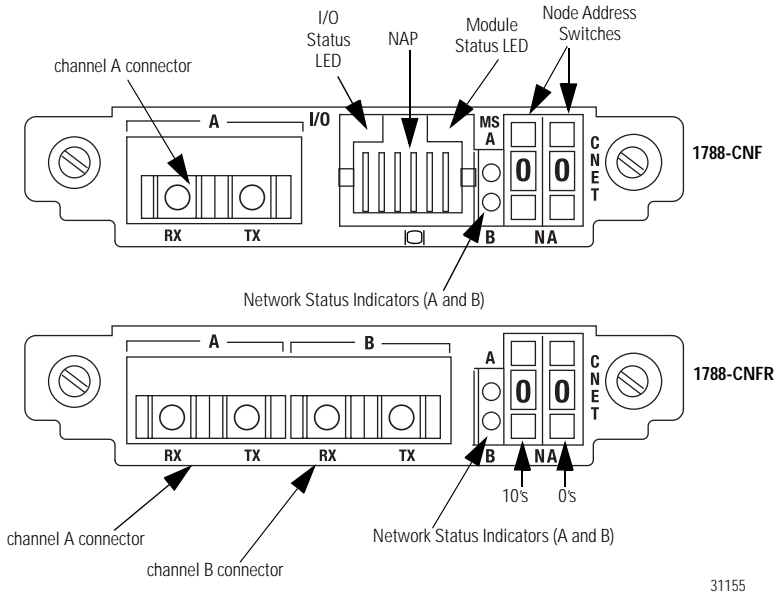 I/O
Status
LED
NAP
Module
Status LED
Node Address
Switches
channel A connector
A
I/O
MS
A
0 0
C
N
E
T
1788-CNF
RX TX
B
NA
Network Status Indicators (A and B)
A
B
A
0 0
C
N
E
T
1788-CNFR
RX TX RX TX
B
NA
10's 0's
channel A connector
Network Status Indicators (A and B)
channel B connector
31155